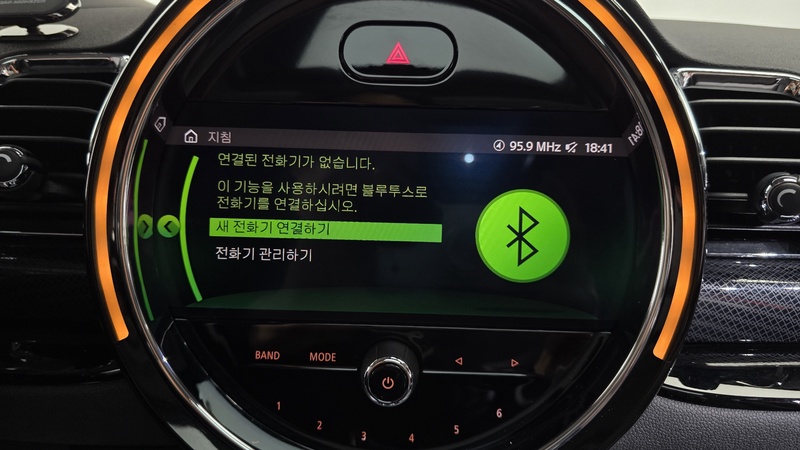 지침
95.9 MHz 18:41
연결된 전화기가 없습니다.
이 기능을 사용하시려면 블루투스로
전화기를 연결하십시오.
새 전화기 연결하기
전화기 관리하기
BAND MODE
1 2 3 4 5 6